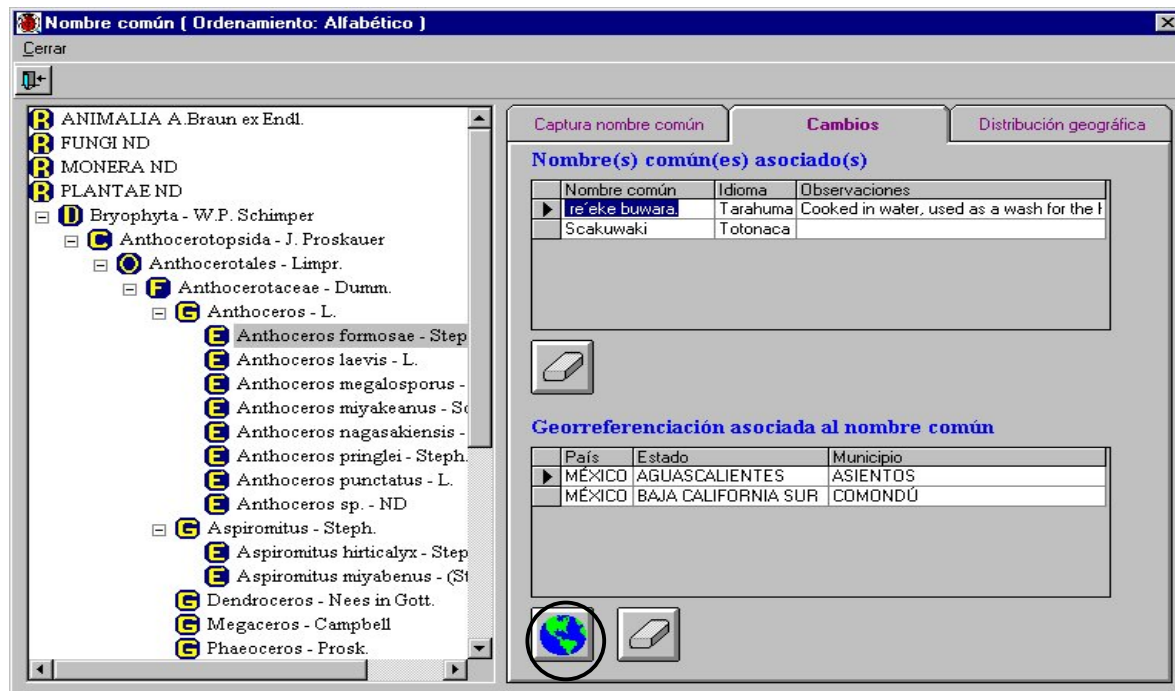 Nombre común ( Ordenamiento: Alfabético )
Cerrar
R ANIMALIA A.Braun ex Endl.
R FUNGI ND
R MONERA ND
R PLANTAE ND
D Bryophyta - W.P. Schimper
C Anthocerotopsida - J. Proskauer
O Anthocerotales - Limpr.
F Anthocerotaceae - Dumm.
G Anthoceros - L.
E Anthoceros formosae - Step
E Anthoceros laevis - L.
E Anthoceros megalosporus -
E Anthoceros miyakeanus - Sc
E Anthoceros nagasakiensis -
E Anthoceros pringlei - Steph.
E Anthoceros punctatus - L.
E Anthoceros sp. - ND
G Aspiromitus - Steph.
E Aspiromitus hirticalyx - Step
E Aspiromitus miyabenus - (St
G Dendroceros - Nees in Gott.
G Megaceros - Campbell
G Phaeoceros - Prosk.
Captura nombre común Cambios Distribución geográfica
Nombre(s) común(es) asociado(s)
Nombre común Idioma Observaciones
re´eke buwara. Tarahuma Cooked in water, used as a wash for the
Scakuwaki Totonaca
Georreferenciación asociada al nombre común
País Estado Municipio
MÉXICO AGUASCALIENTES ASIENTOS
MÉXICO BAJA CALIFORNIA SUR COMONDÚ